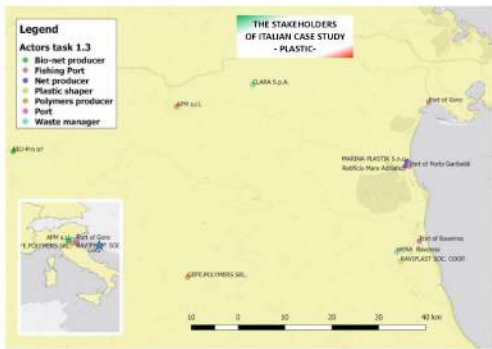 Legend
Actors task 1.3
Bio-net producer
Fishing Port
Net producer
Plastic shaper
Polymers producer
Port
Waste manager
THE STAKEHOLDERS
OF ITALIAN CASE STUDY
- PLASTIC-
CLARA S.p.A.
APM s.r.l.
Port of Goro
MARINA PLASTIK S.n.c.
Port of Porto Garibaldi
Retificio Mare Adriatico
Port of Ravenna
HERA Ravenna
RAVIPLAST SOC. COOP.
POLYMERS SRL.
APM s.r.l.
Port of Goro
POLYMERS SRL.
RAVIPLAST SOC
10 0 10 20 30 40 km